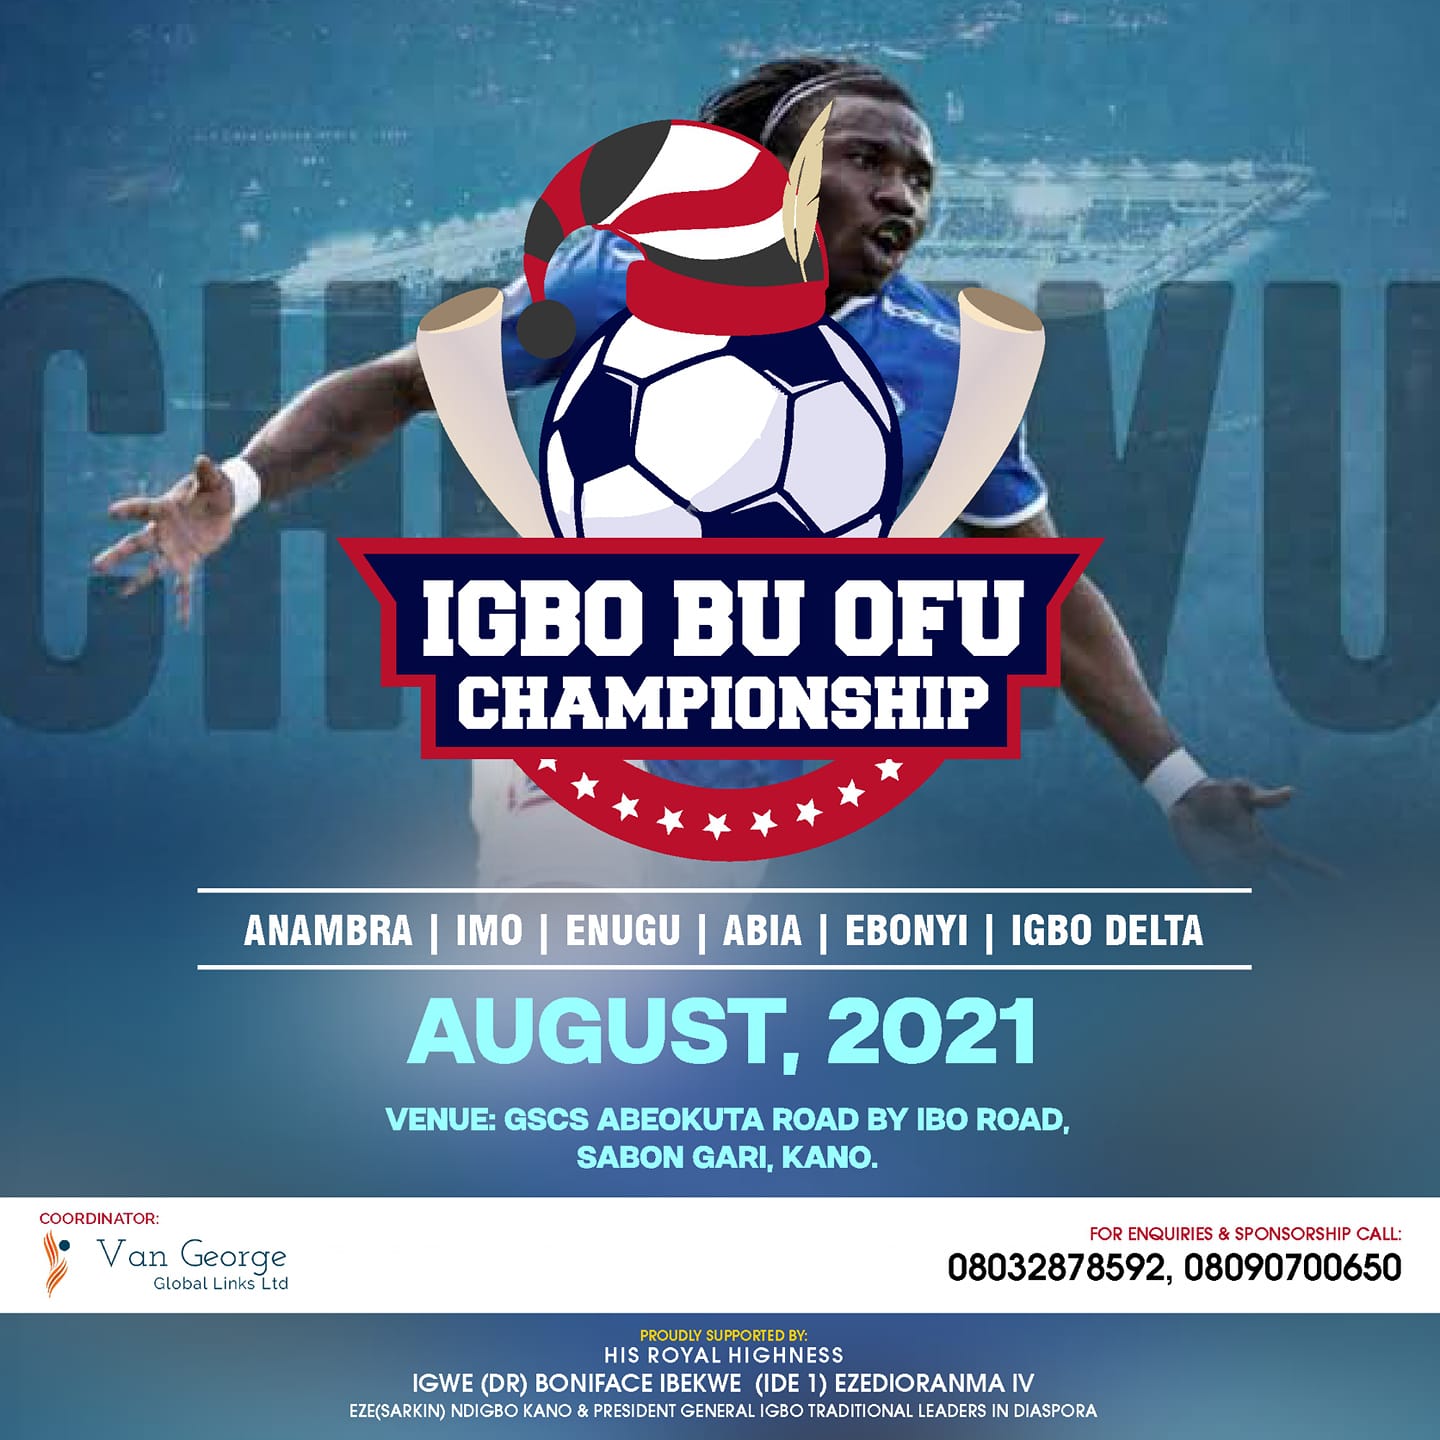 IGBO BU OFU
CHAMPIONSHIP
ANAMBRA | IMO | ENUGU | ABIA | EBONYI | IGBO DELTA
AUGUST, 2021
VENUE: GSCS ABEOKUTA ROAD BY IBO ROAD,
SABON GARI, KANO.
COORDINATOR:
Van George
Global Links Ltd
FOR ENQUIRIES & SPONSORSHIP CALL:
08032878592, 08090700650
PROUDLY SUPPORTED BY:
HIS ROYAL HIGHNESS
IGWE (DR) BONIFACE IBEKWE (IDE 1) EZEDIORANMA IV
EZE(SARKIN) NDIGBO KANO & PRESIDENT GENERAL IGBO TRADITIONAL LEADERS IN DIASPORA